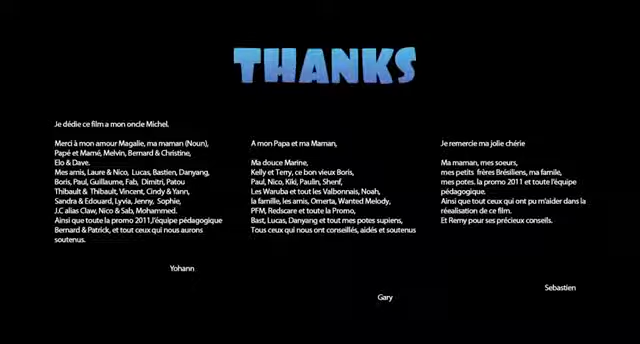 THANKS
Je dédie ce film a mon oncle Michel.
Merci à mon amour Magalie, ma maman (Noun),
Papé et Mamé, Melvin, Bernard & Christine,
Elo & Dave.
Mes amis, Laure & Nico, Lucas, Bastien, Danyang,
Boris, Paul, Guillaume, Fab, Dimitri, Patou
Thibault & Thibault, Vincent, Cindy & Yann,
Sandra & Edouard, Lyvia, Jenny, Sophie,
J.C alias Claw, Nico & Sab, Mohammed.
Ainsi que toute la promo 2011,l'équipe pédagogique
Bernard & Patrick, et tout ceux qui nous aurons
soutenus.
Yohann
A mon Papa et ma Maman,
Ma douce Marine,
Kelly et Terry, ce bon vieux Boris,
Paul, Nico, Kiki, Paulin, Shenf,
Les Waruba et tout les Valbonnais, Noah,
la famille, les amis, Omerta, Wanted Melody,
PFM, Redscare et toute la Promo,
Bast, Lucas, Danyang et tout mes potes supiens,
Tous ceux qui nous ont conseillés, aidés et soutenus
Gary
Je remercie ma jolie chérie
Ma maman, mes soeurs,
mes petits frères Brésiliens, ma famile,
mes potes. la promo 2011 et toute l'équipe
pédagogique.
Ainsi que tout ceux qui ont pu m'aider dans la
réealisation de ce film.
Et Remy pour ses précieux conseils.
Sebastien